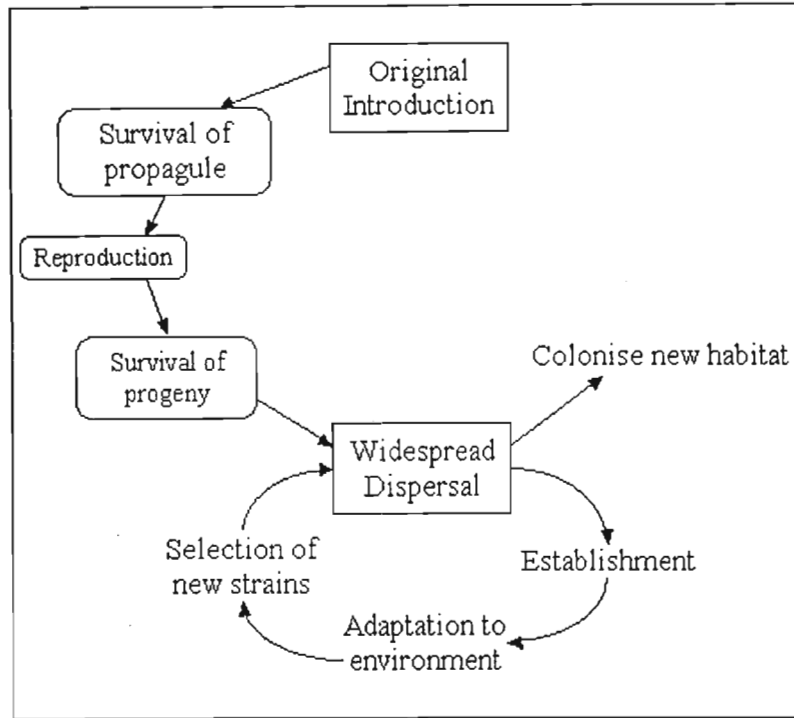 Original
Introduction
Survival of
propagule
Reproduction
Survival of
progeny
Colonise new habitat
Widespread
Dispersal
Selection of
new strains
Establishment
Adaptation to
environment